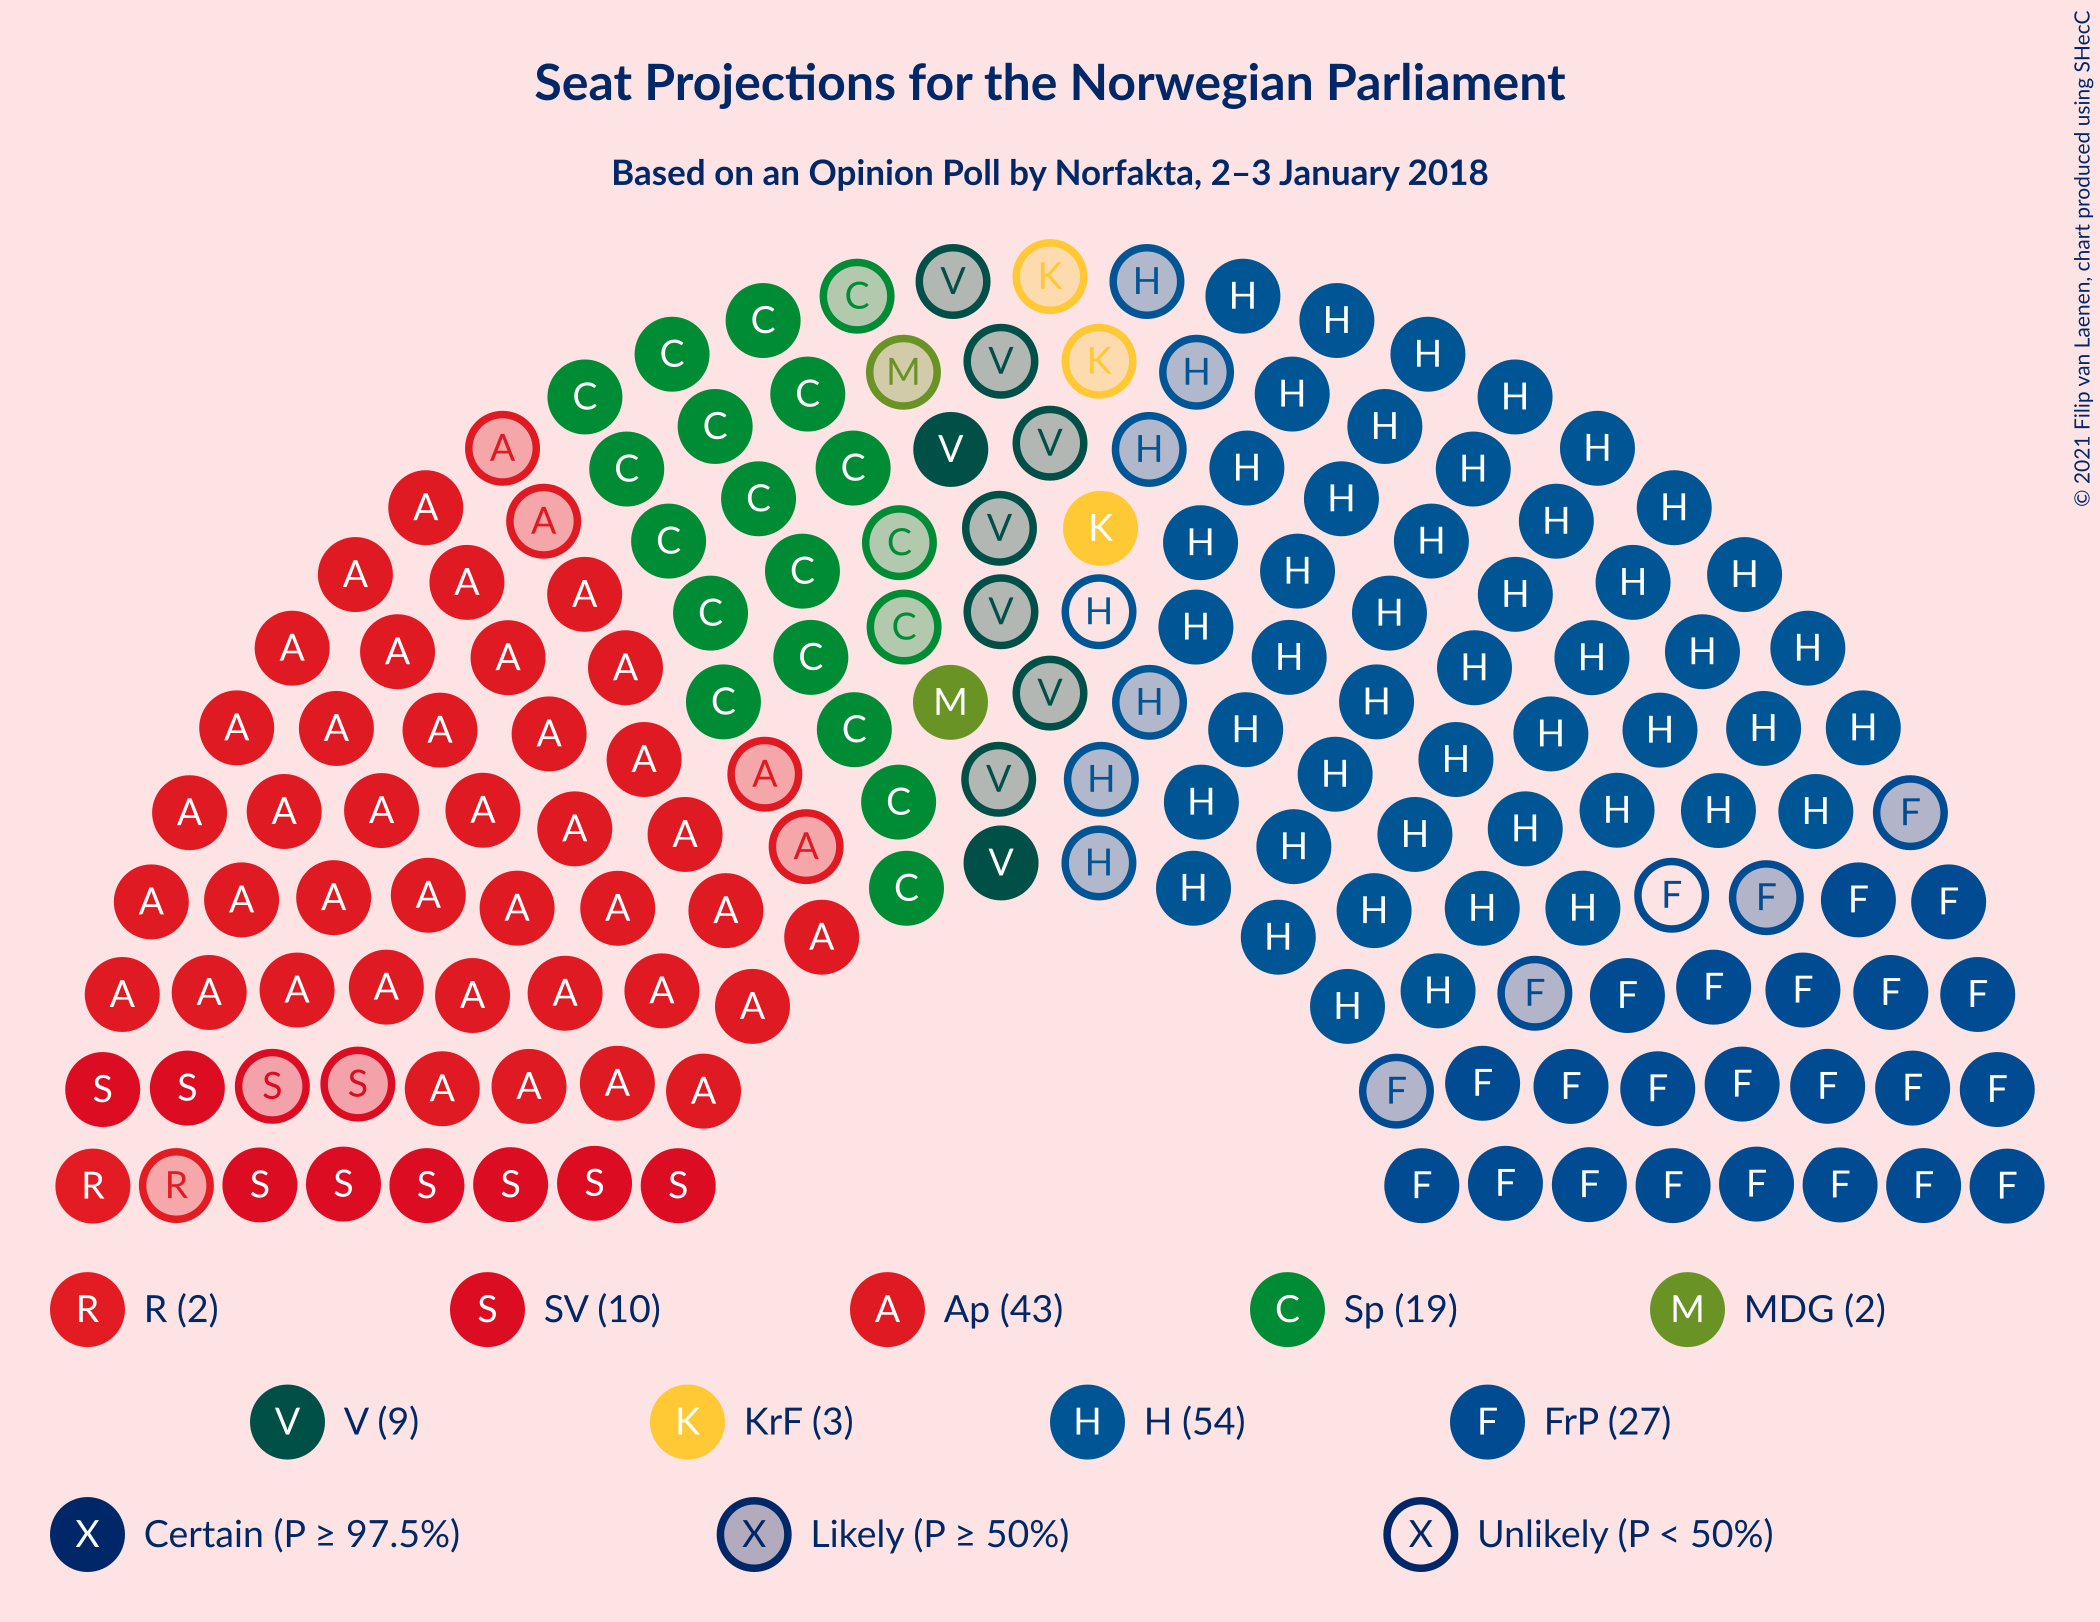 Seat Projections for the Norwegian Parliament
Based on an Opinion Poll by Norfakta, 2–3 January 2018
© 2021 Filip van Laenen, chart produced using SHecC
C V K H H
C H
C M V K H H
C C H H
A C C V V H H H H
C C H H
A A C C V K H H H H
C C H H
A A A C C V H H H H H H
C C H H
A A A A C M V H H H H H H
C H
A A A A A A C V H H H H H H H H
A A A A A A A C V H H H H H H H F
A A A A A A A A H H H H F F F F
A A A A A A A A H H F F F F F F
S S S S A A A A F F F F F F F F
R R S S S S S S F F F F F F F F
R R (2) S SV (10) A Ap (43) C Sp (19) M MDG (2)
V V (9) K KrF (3) H H (54) F FrP (27)
X Certain (P ≥ 97.5%) X Likely (P ≥ 50%) X Unlikely (P < 50%)